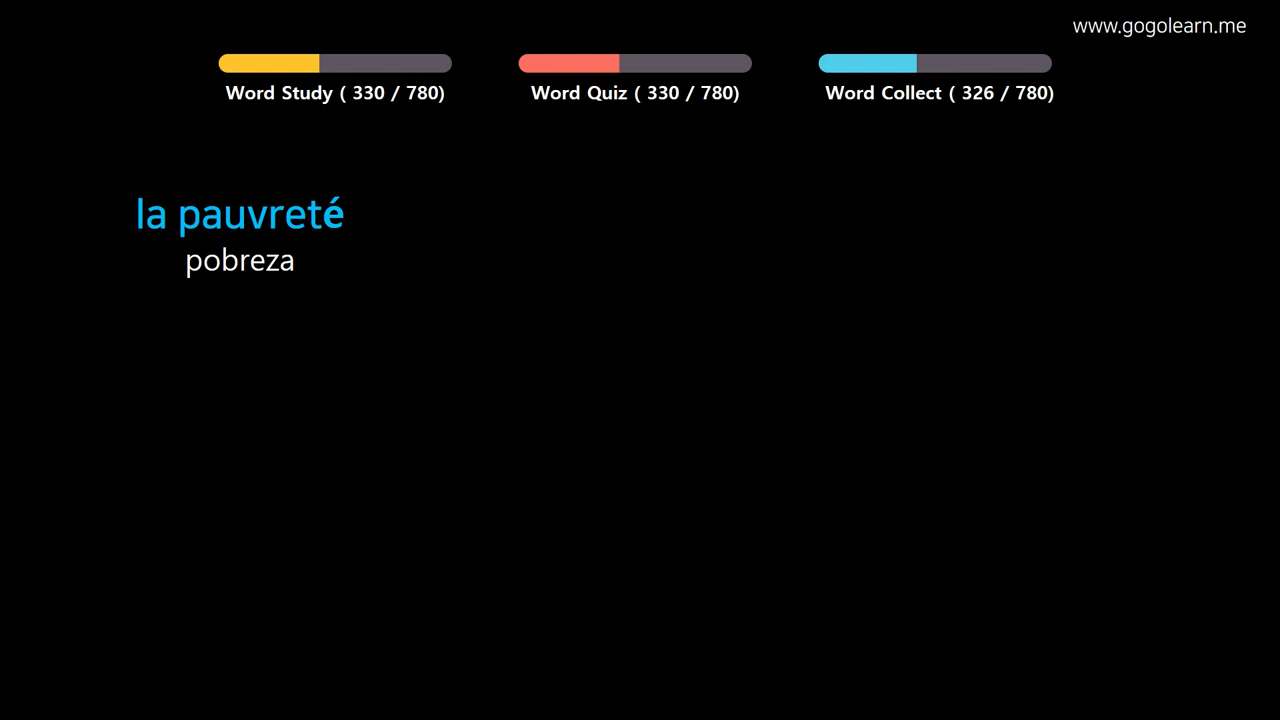 www.gogolearn.me
Word Study ( 330 / 780)
Word Quiz ( 330 / 780)
Word Collect ( 326 / 780)
la pauvreté
pobreza